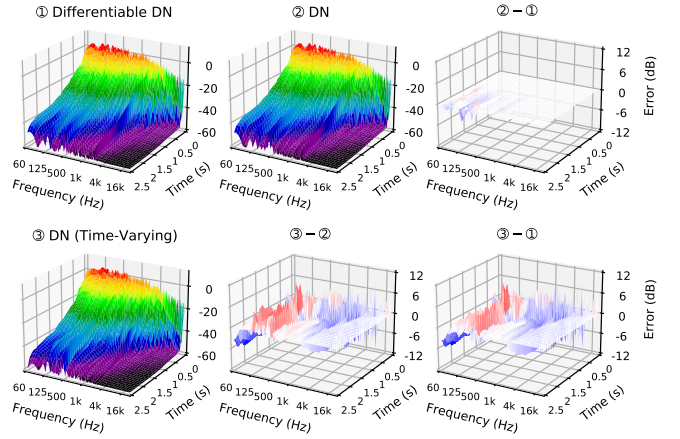 ① Differentiable DN
② DN
②−①
0
−20
−40
−60
60
125
500
1k
4k
16k
2.5
2
1.5
1
0.5
0
Frequency (Hz)
Time (s)
0
−20
−40
−60
60
125
500
1k
4k
16k
2.5
2
1.5
1
0.5
0
Frequency (Hz)
Time (s)
12
6
0
−6
−12
Error (dB)
60
125
500
1k
4k
16k
2.5
2
1.5
1
0.5
0
Frequency (Hz)
Time (s)
③ DN (Time-Varying)
③−②
③−①
0
−20
−40
−60
60
125
500
1k
4k
16k
2.5
2
1.5
1
0.5
0
Frequency (Hz)
Time (s)
12
6
0
−6
−12
60
125
500
1k
4k
16k
2.5
2
1.5
1
0.5
0
Frequency (Hz)
Time (s)
12
6
0
−6
−12
Error (dB)
60
125
500
1k
4k
16k
2.5
2
1.5
1
0.5
0
Frequency (Hz)
Time (s)